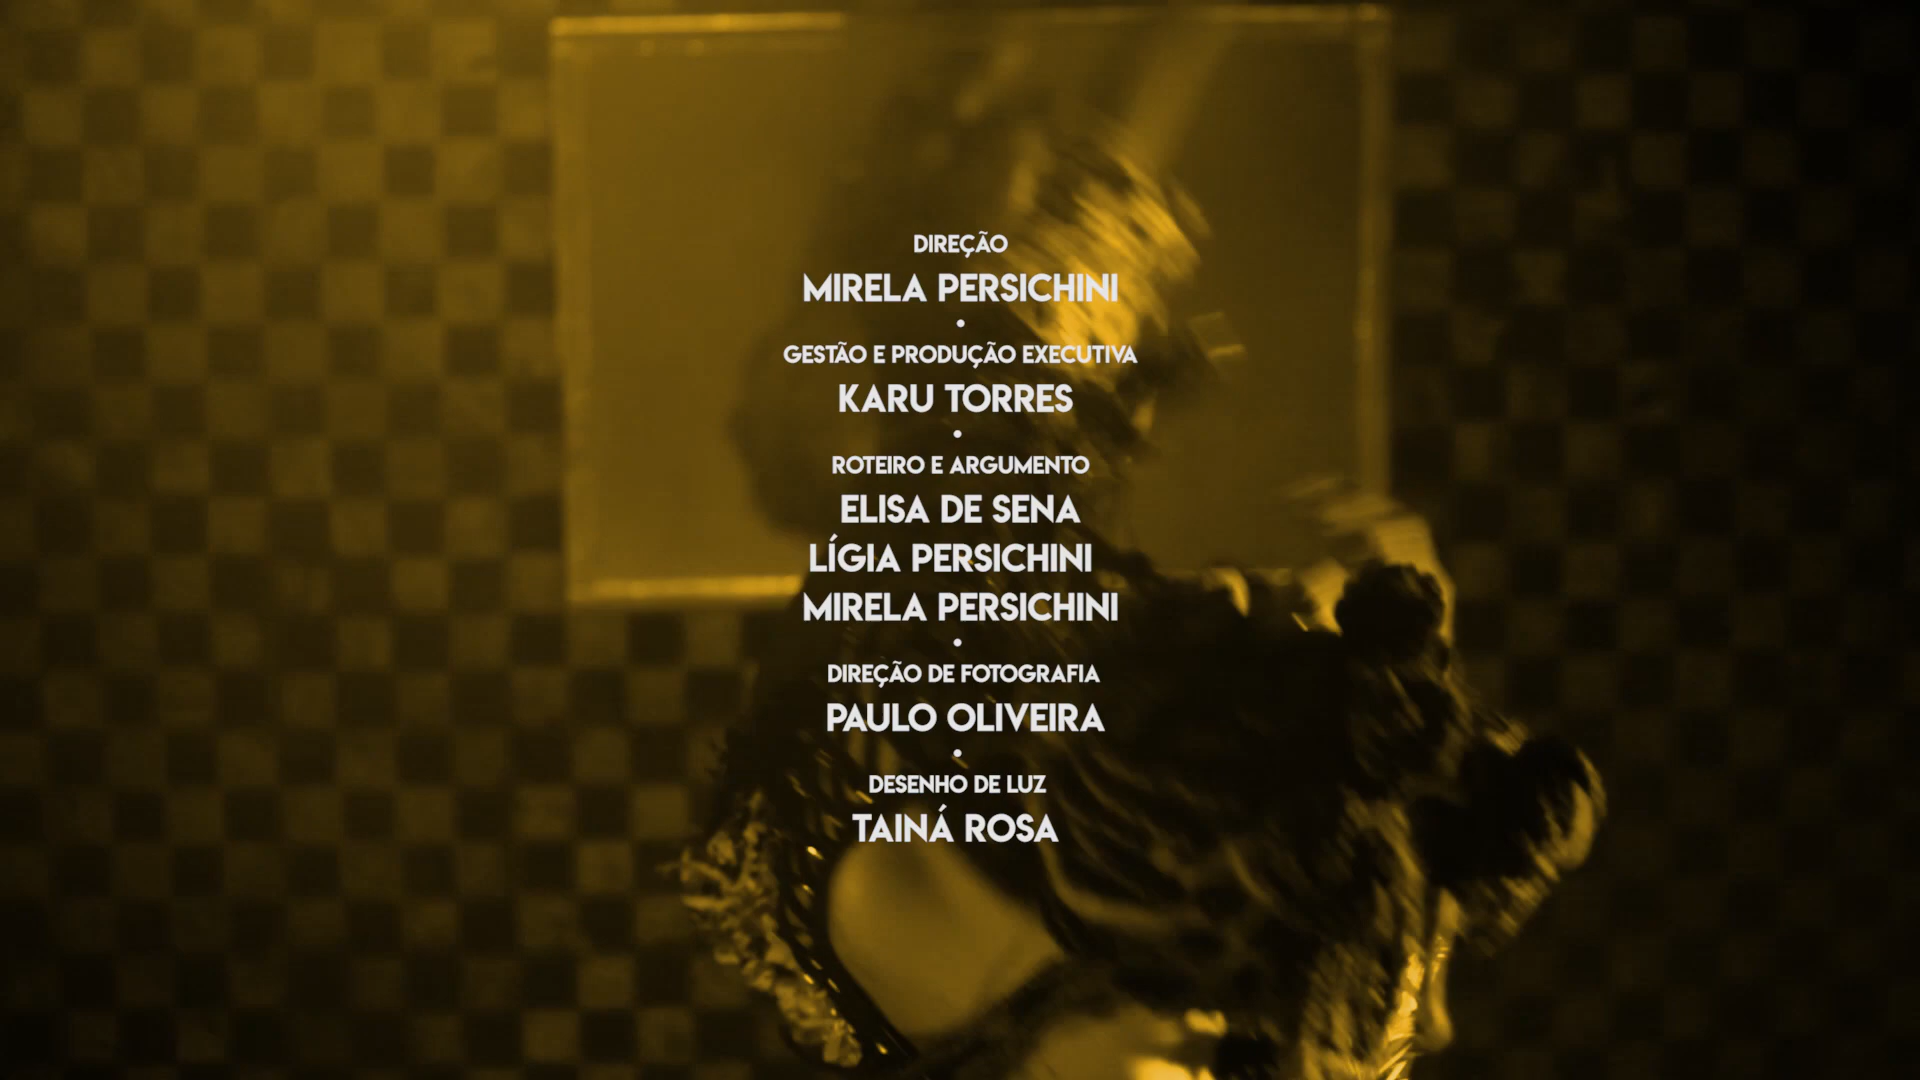 DIREÇÃO
MIRELA PERSICHINI
•
GESTÃO E PRODUÇÃO EXECUTIVA
KARU TORRES
•
ROTEIRO E ARGUMENTO
ELISA DE SENA
LÍGIA PERSICHINI
MIRELA PERSICHINI
•
DIREÇÃO DE FOTOGRAFIA
PAULO OLIVEIRA
•
DESENHO DE LUZ
TAINÁ ROSA